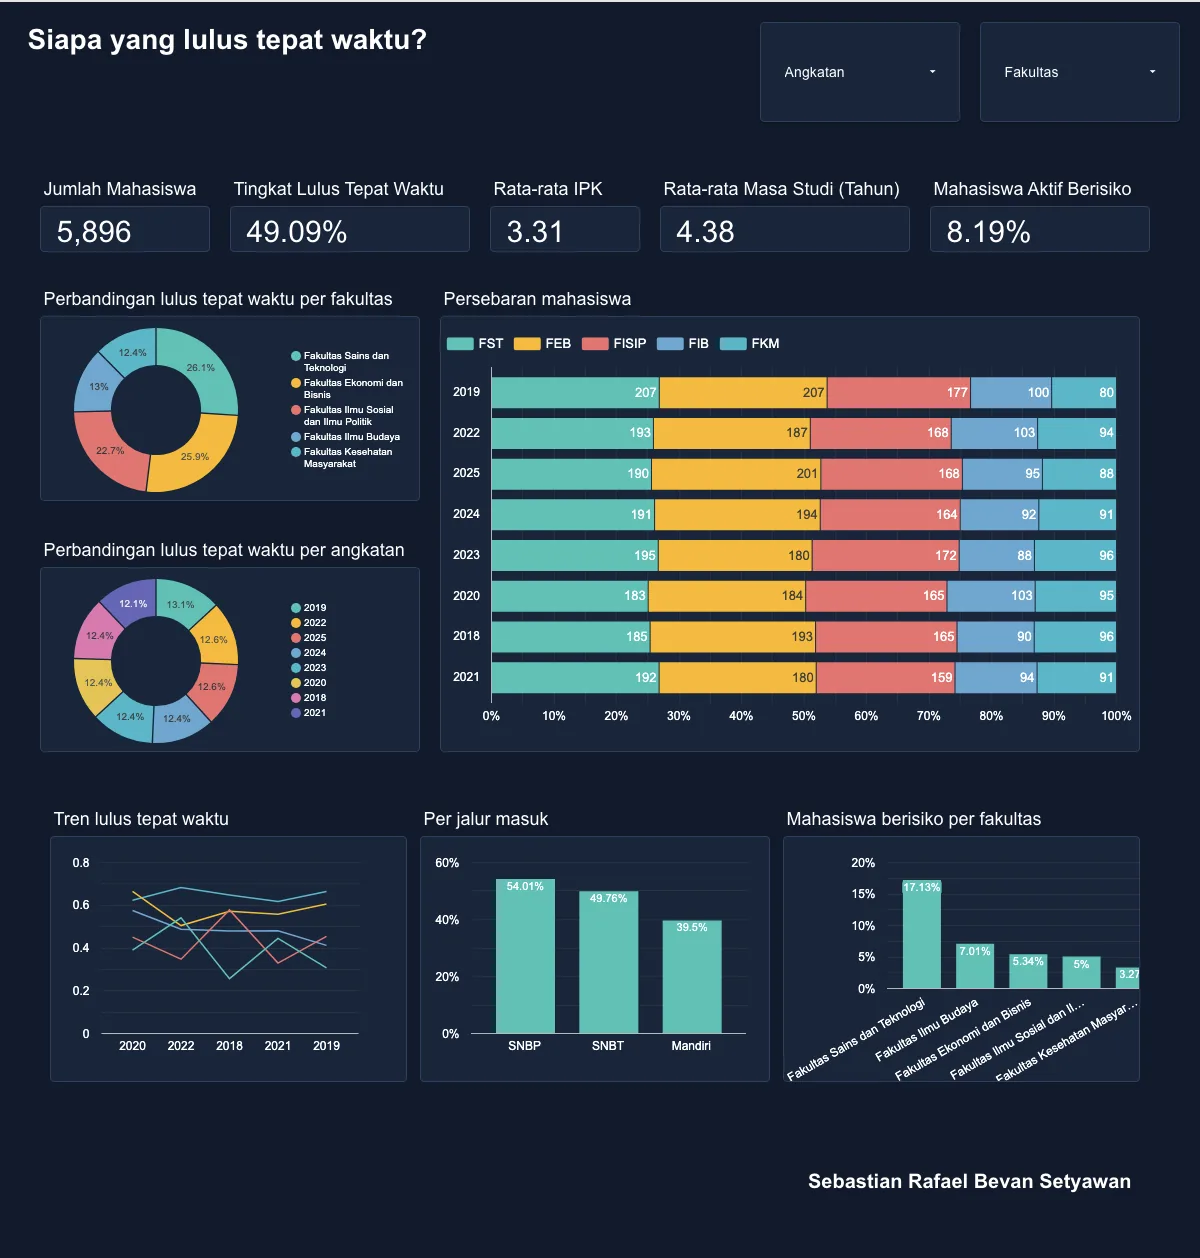 Siapa yang lulus tepat waktu?
Angkatan
Fakultas
Jumlah Mahasiswa
5,896
Tingkat Lulus Tepat Waktu
49.09%
Rata-rata IPK
3.31
Rata-rata Masa Studi (Tahun)
4.38
Mahasiswa Aktif Berisiko
8.19%
Perbandingan lulus tepat waktu per fakultas
12.4%
26.1%
13%
22.7%
25.9%
Fakultas Sains dan
Teknologi
Fakultas Ekonomi dan
Bisnis
Fakultas Ilmu Sosial
dan Ilmu Politik
Fakultas Ilmu Budaya
Fakultas Kesehatan
Masyarakat
Perbandingan lulus tepat waktu per angkatan
12.1%
13.1%
12.4%
12.6%
12.4%
12.6%
12.4%
12.4%
2019
2022
2025
2024
2023
2020
2018
2021
Persebaran mahasiswa
FST FEB FISIP FIB FKM
2019 207 207 177 100 80
2022 193 187 168 103 94
2025 190 201 168 95 88
2024 191 194 164 92 91
2023 195 180 172 88 96
2020 183 184 165 103 95
2018 185 193 165 90 96
2021 192 180 159 94 91
0% 10% 20% 30% 40% 50% 60% 70% 80% 90% 100%
Tren lulus tepat waktu
0.8
0.6
0.4
0.2
0
2020 2022 2018 2021 2019
Per jalur masuk
60%
40%
20%
0%
54.01%
49.76%
39.5%
SNBP SNBT Mandiri
Mahasiswa berisiko per fakultas
20%
15%
10%
5%
0%
17.13%
7.01%
5.34%
5%
3.27
Fakultas Sains dan Teknologi
Fakultas Ilmu Budaya
Fakultas Ekonomi dan Bisnis
Fakultas Ilmu Sosial dan Il...
Fakultas Kesehatan Masyar...
Sebastian Rafael Bevan Setyawan